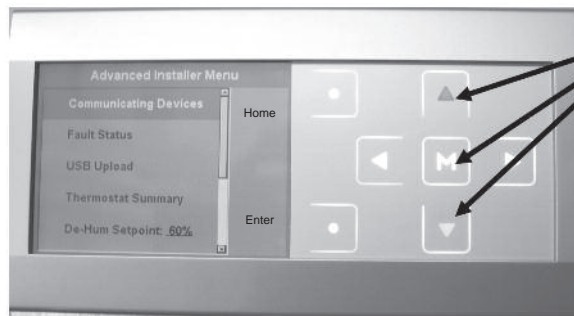 Advanced Installer Menu
Communicating Devices
Home
Fault Status
USB Upload
Thermostat Summary
Enter
De-Hum Setpoint: 60%
M